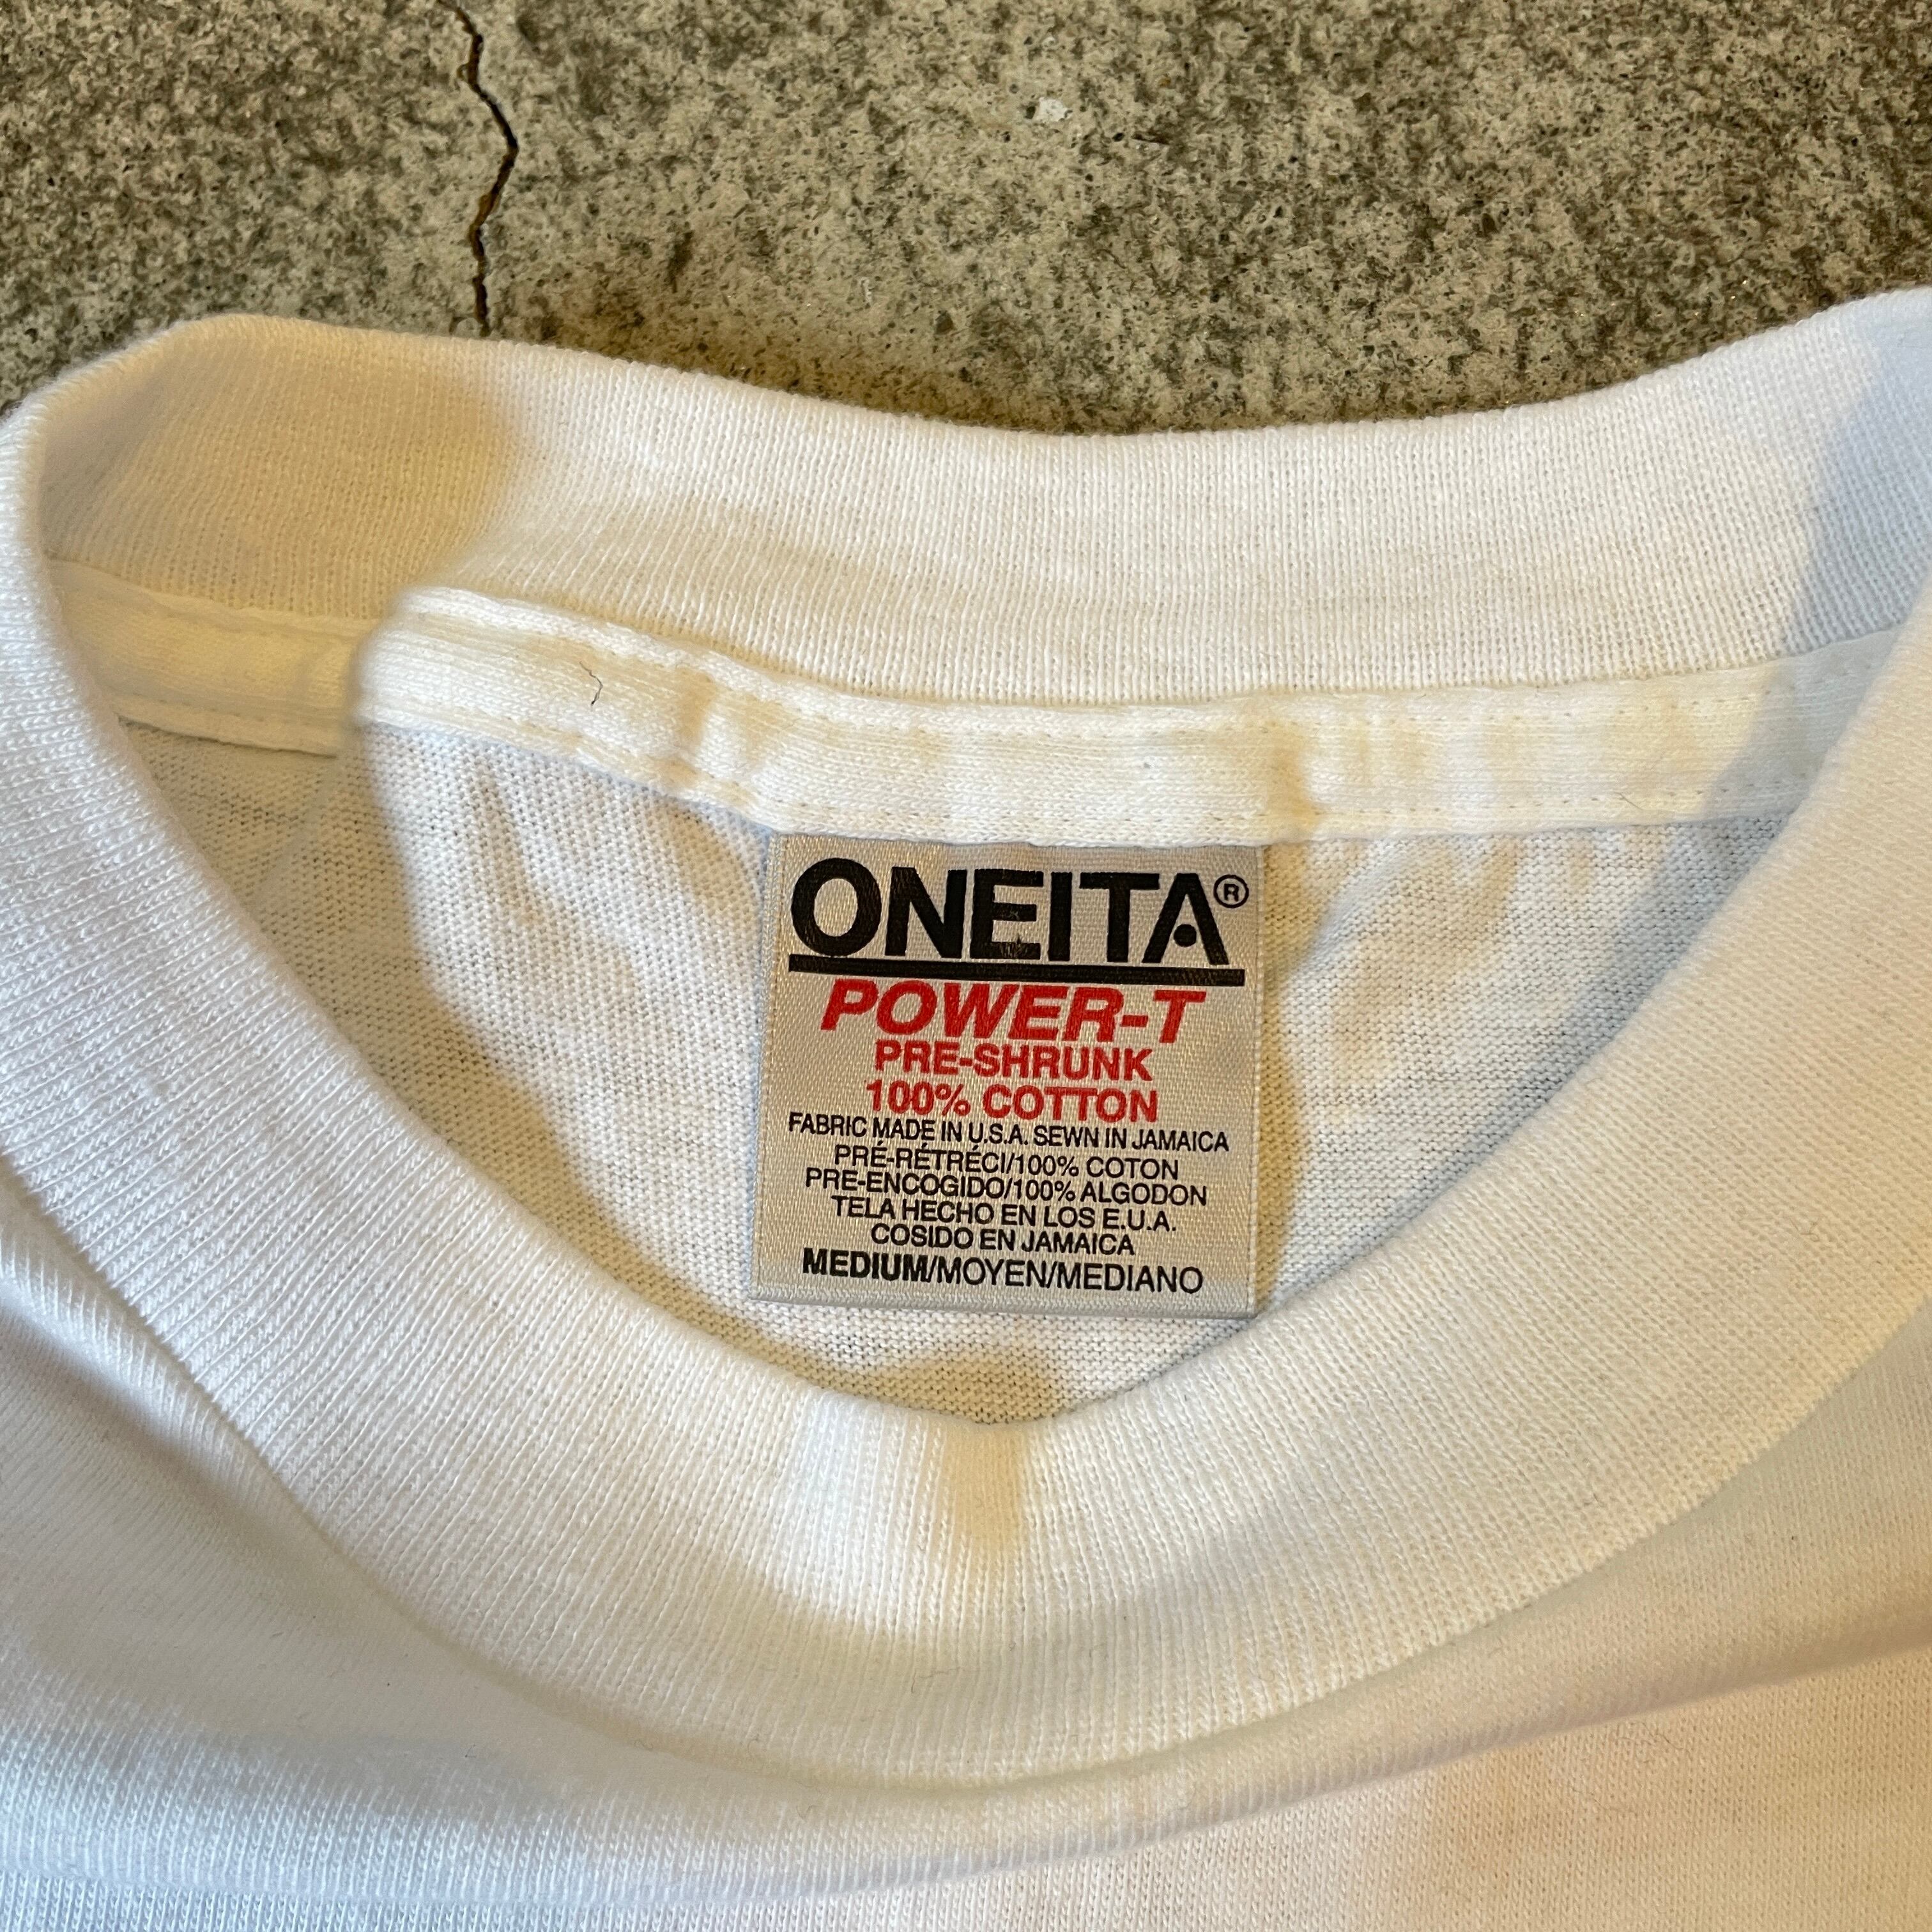 ONEITA®
POWER-T
PRE-SHRUNK
100% COTTON
FABRIC MADE IN U.S.A. SEWN IN JAMAICA
PRÉ-RÉTRÉCI/100% COTON
PRE-ENCOGIDO/100% ALGODON
TELA HECHO EN LOS E.U.A.
COSIDO EN JAMAICA
MEDIUM/MOYEN/MEDIANO